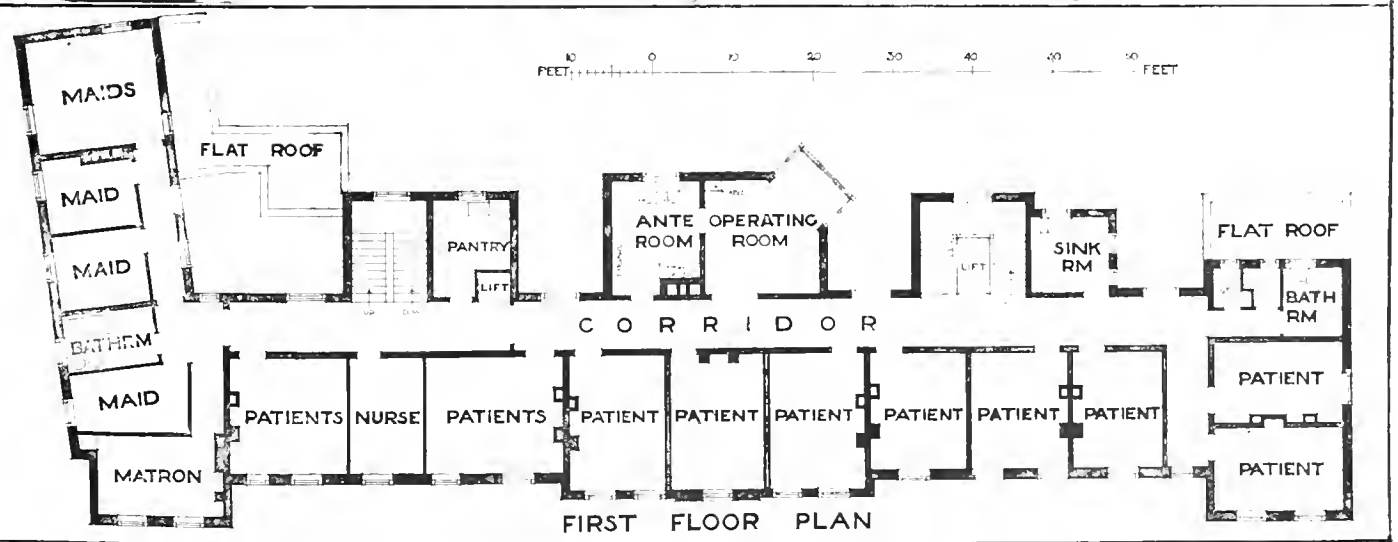 10 0 10 20 30 40 50 60
FEET FEET
MAIDS
FLAT ROOF
MAID
MAID
BATHRM
MAID
MATRON
PANTRY
LIFT
UP
ANTE ROOM
OPERATING ROOM
LIFT
SINK RM
FLAT ROOF
BATH RM
CORRIDOR
PATIENTS
NURSE
PATIENTS
PATIENT
PATIENT
PATIENT
PATIENT
PATIENT
PATIENT
PATIENT
PATIENT
FIRST FLOOR PLAN